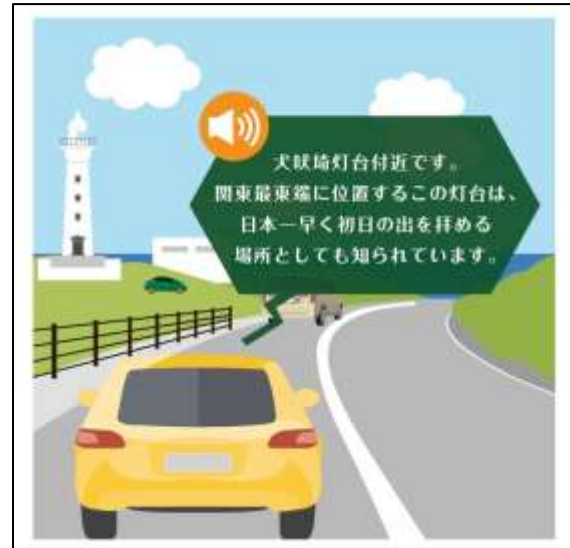 犬吠埼灯台付近です。
関東最東端に位置するこの灯台は、
日本一早く初日の出を拝める
場所としても知られています。